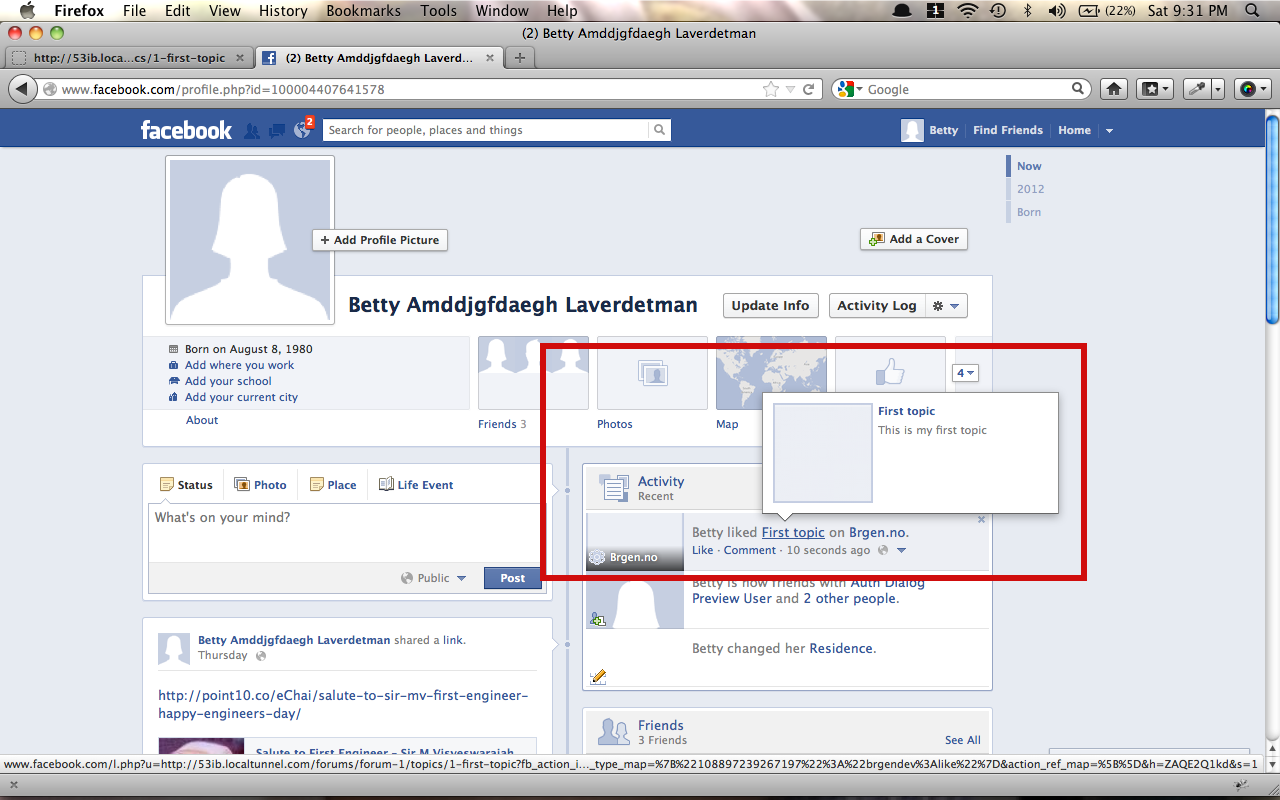 Firefox File Edit View History Bookmarks Tools Window Help 1 (22%) Sat 9:31 PM
(2) Betty Amddjgfdaegh Laverdetman
http://53ib.loca...cs/1-first-topic (2) Betty Amddjgfdaegh Laverd...
www.facebook.com/profile.php?id=100004407641578 Google
facebook 2 Search for people, places and things Betty Find Friends Home
Now
2012
Born
+ Add Profile Picture
Add a Cover
Betty Amddjgfdaegh Laverdetman Update Info Activity Log
Born on August 8, 1980
Add where you work
Add your school
Add your current city
About
Friends 3 Photos Map
4
First topic
This is my first topic
Status Photo Place Life Event
What's on your mind?
Public Post
Activity
Recent
Betty liked First topic on Brgen.no.
Like · Comment · 10 seconds ago
Brgen.no
Betty is now friends with Auth Dialog
Preview User and 2 other people.
Betty changed her Residence.
Betty Amddjgfdaegh Laverdetman shared a link.
Thursday
http://point10.co/eChai/salute-to-sir-mv-first-engineer-
happy-engineers-day/
Salute to First Engineer - Sir M Visveswaraiah
Friends
3 Friends
See All
www.facebook.com/l.php?u=http://53ib.localtunnel.com/forums/forum-1/topics/1-first-topic?fb_action_i..._type_map=%7B%22108897239267197%22%3A%22brgendev%3Alike%22%7D&action_ref_map=%5B%5D&h=ZAQE2Q1kd&s=1